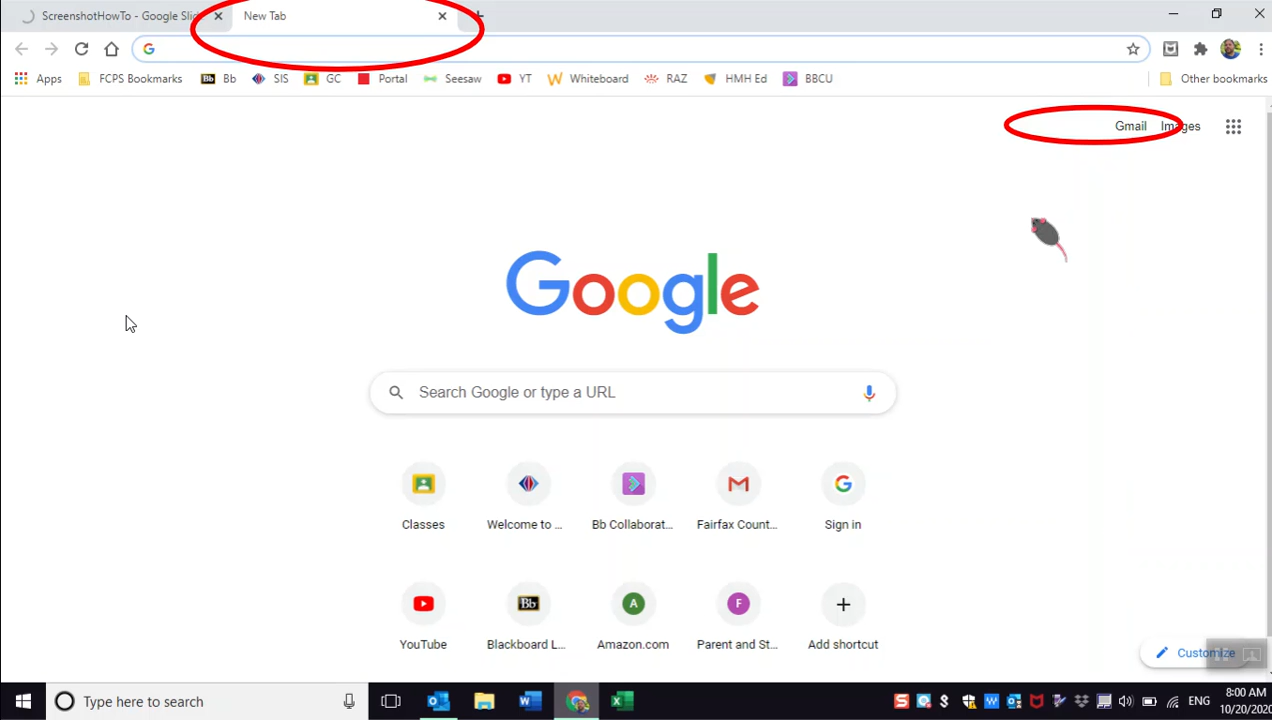 ScreenshotHowTo - Google Slid
New Tab
Apps FCPS Bookmarks Bb Bb SIS GC Portal Seesaw YT Whiteboard RAZ HMH Ed BBCU Other bookmarks
Gmail Images
Google
Search Google or type a URL
Classes Welcome to ... Bb Collaborat... Fairfax Count... Sign in
Bb A F
YouTube Blackboard L... Amazon.com Parent and St... Add shortcut
Customize
Type here to search
ENG
8:00 AM
10/20/2020